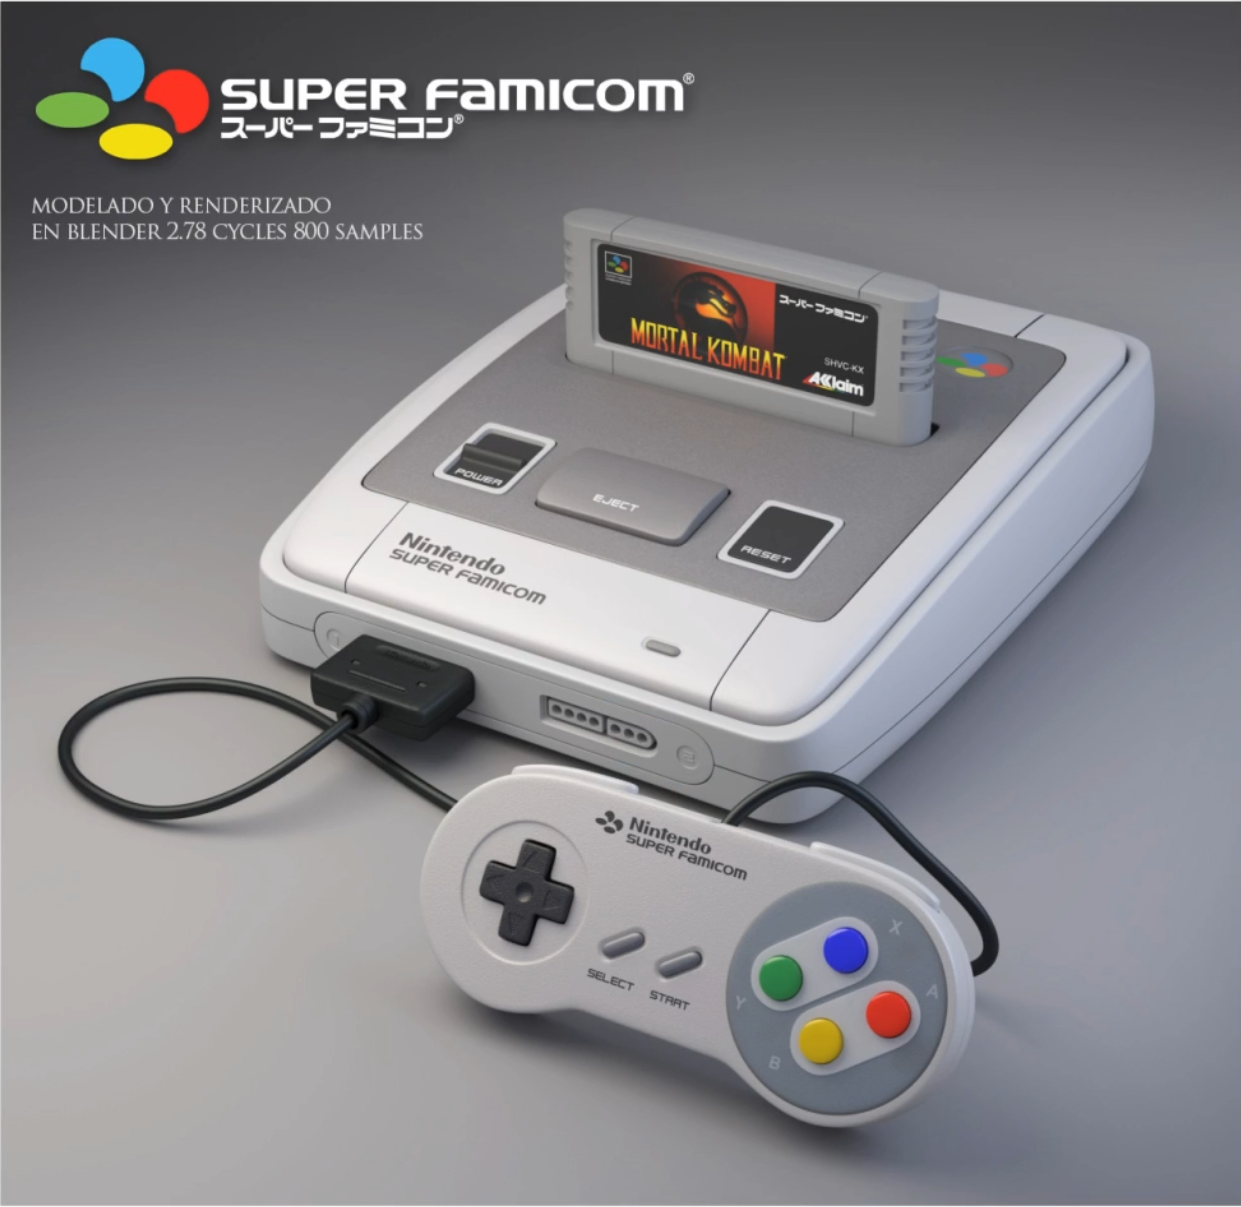 SUPER FAMICOM®
スーパーファミコン®
MODELADO Y RENDERIZADO
EN BLENDER 2.78 CYCLES 800 SAMPLES
スーパーファミコン®
MORTAL KOMBAT
SHVC-KX
AKklaim
POWER
EJECT
RESET
Nintendo
SUPER FAMICOM
2
Nintendo
SUPER FAMICOM
SELECT
START
X
Y
A
B